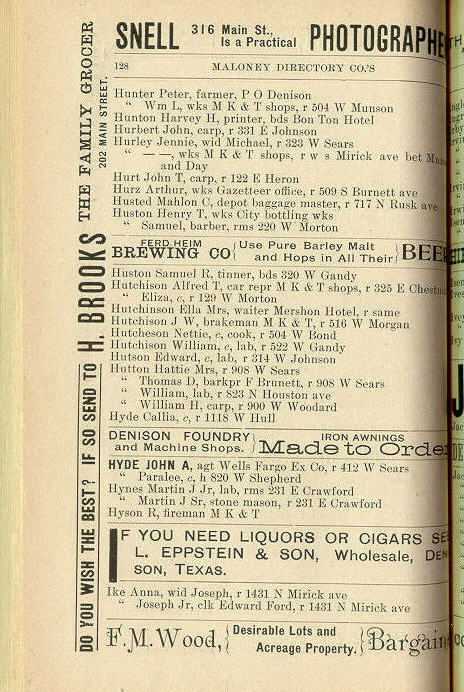 SNELL 316 Main St., Is a Practical PHOTOGRAPHE
128 MALONEY DIRECTORY CO.'S
Hunter Peter, farmer, P O Denison
" Wm L, wks M K & T shops, r 504 W Munson
Hunton Harvey H, printer, bds Bon Ton Hotel
Hurbert John, carp, r 331 E Johnson
Hurley Jennie, wid Michael, r 323 W Sears
" — —, wks M K & T shops, r w s Mirick ave bet
and Day
Hurt John T, carp, r 122 E Heron
Hurz Arthur, wks Gazetteer office, r 509 S Burnett ave
Husted Mahlon C, depot baggage master, r 717 N Rusk ave
Huston Henry T, wks City bottling wks
" Samuel, barber, rms 220 W Morton
FERD. HEIM BREWING CO { Use Pure Barley Malt and Hops in All Their } BEE
Huston Samuel R, tinner, bds 320 W Gandy
Hutchison Alfred T, car repr M K & T shops, r 325 E
" Eliza, c, r 129 W Morton
Hutchinson Ella Mrs, waiter Mershon Hotel, r same
Hutchison J W, brakeman M K & T, r 516 W Morgan
Hutcheson Nettie, c, cook, r 504 W Bond
Hutchison William, c, lab, r 522 W Gandy
Hutson Edward, c, lab, r 314 W Johnson
Hutton Hattie Mrs, r 908 W Sears
" Thomas D, barkpr F Brunett, r 908 W Sears
" William, lab, r 823 N Houston ave
" William H, carp, r 900 W Woodard
Hyde Callia, c, r 1118 W Hull
DENISON FOUNDRY and Machine Shops. } IRON AWNINGS Made to Orde
HYDE JOHN A, agt Wells Fargo Ex Co, r 412 W Sears
" Paralee, c, h 820 W Shepherd
Hynes Martin J Jr, lab, rms 231 E Crawford
" Martin J Sr, stone mason, r 231 E Crawford
Hyson R, fireman M K & T
IF YOU NEED LIQUORS OR CIGARS SE
L. EPPSTEIN & SON, Wholesale, DEN
SON, TEXAS.
Ike Anna, wid Joseph, r 1431 N Mirick ave
" Joseph Jr, clk Edward Ford, r 1431 N Mirick ave
F. M. Wood, { Desirable Lots and Acreage Property. } Bargain
DO YOU WISH THE BEST? IF SO SEND TO H. BROOKS THE FAMILY GROCER
202 MAIN STREET.